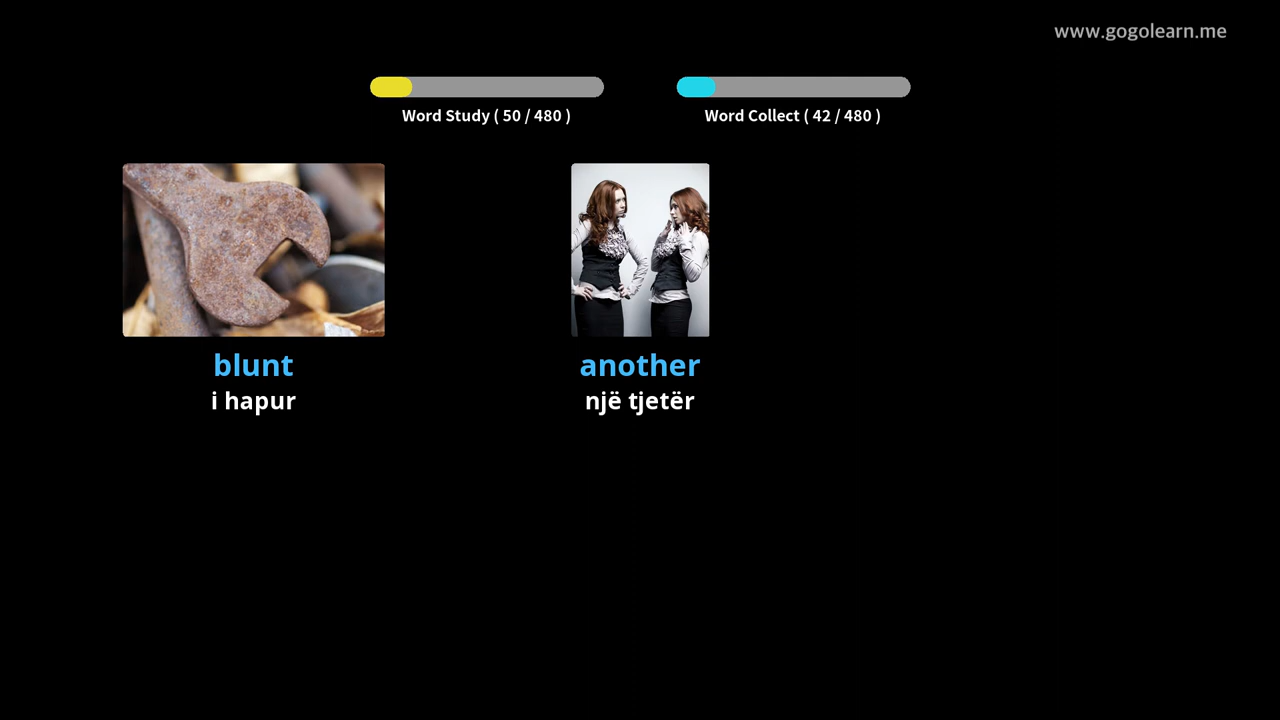 www.gogolearn.me
Word Study ( 50 / 480 )
Word Collect ( 42 / 480 )
blunt
i hapur
another
një tjetër